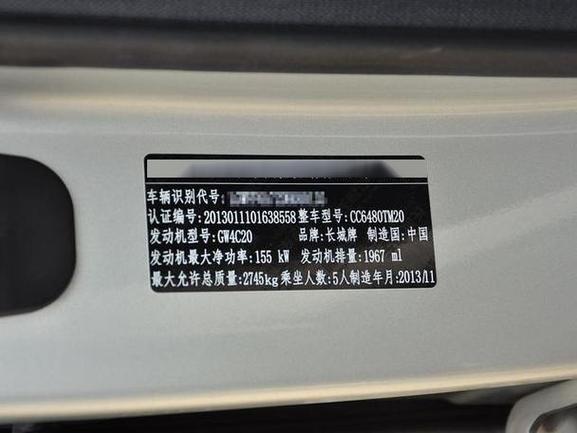 车辆识别代号:
认证编号:2013011101638558 整车型号:CC6480TM20
发动机型号:GW4C20 品牌:长城牌 制造国:中国
发动机最大净功率:155 kW 发动机排量:1967 ml
最大允许总质量:2745kg 乘坐人数:5人 制造年月:2013/11